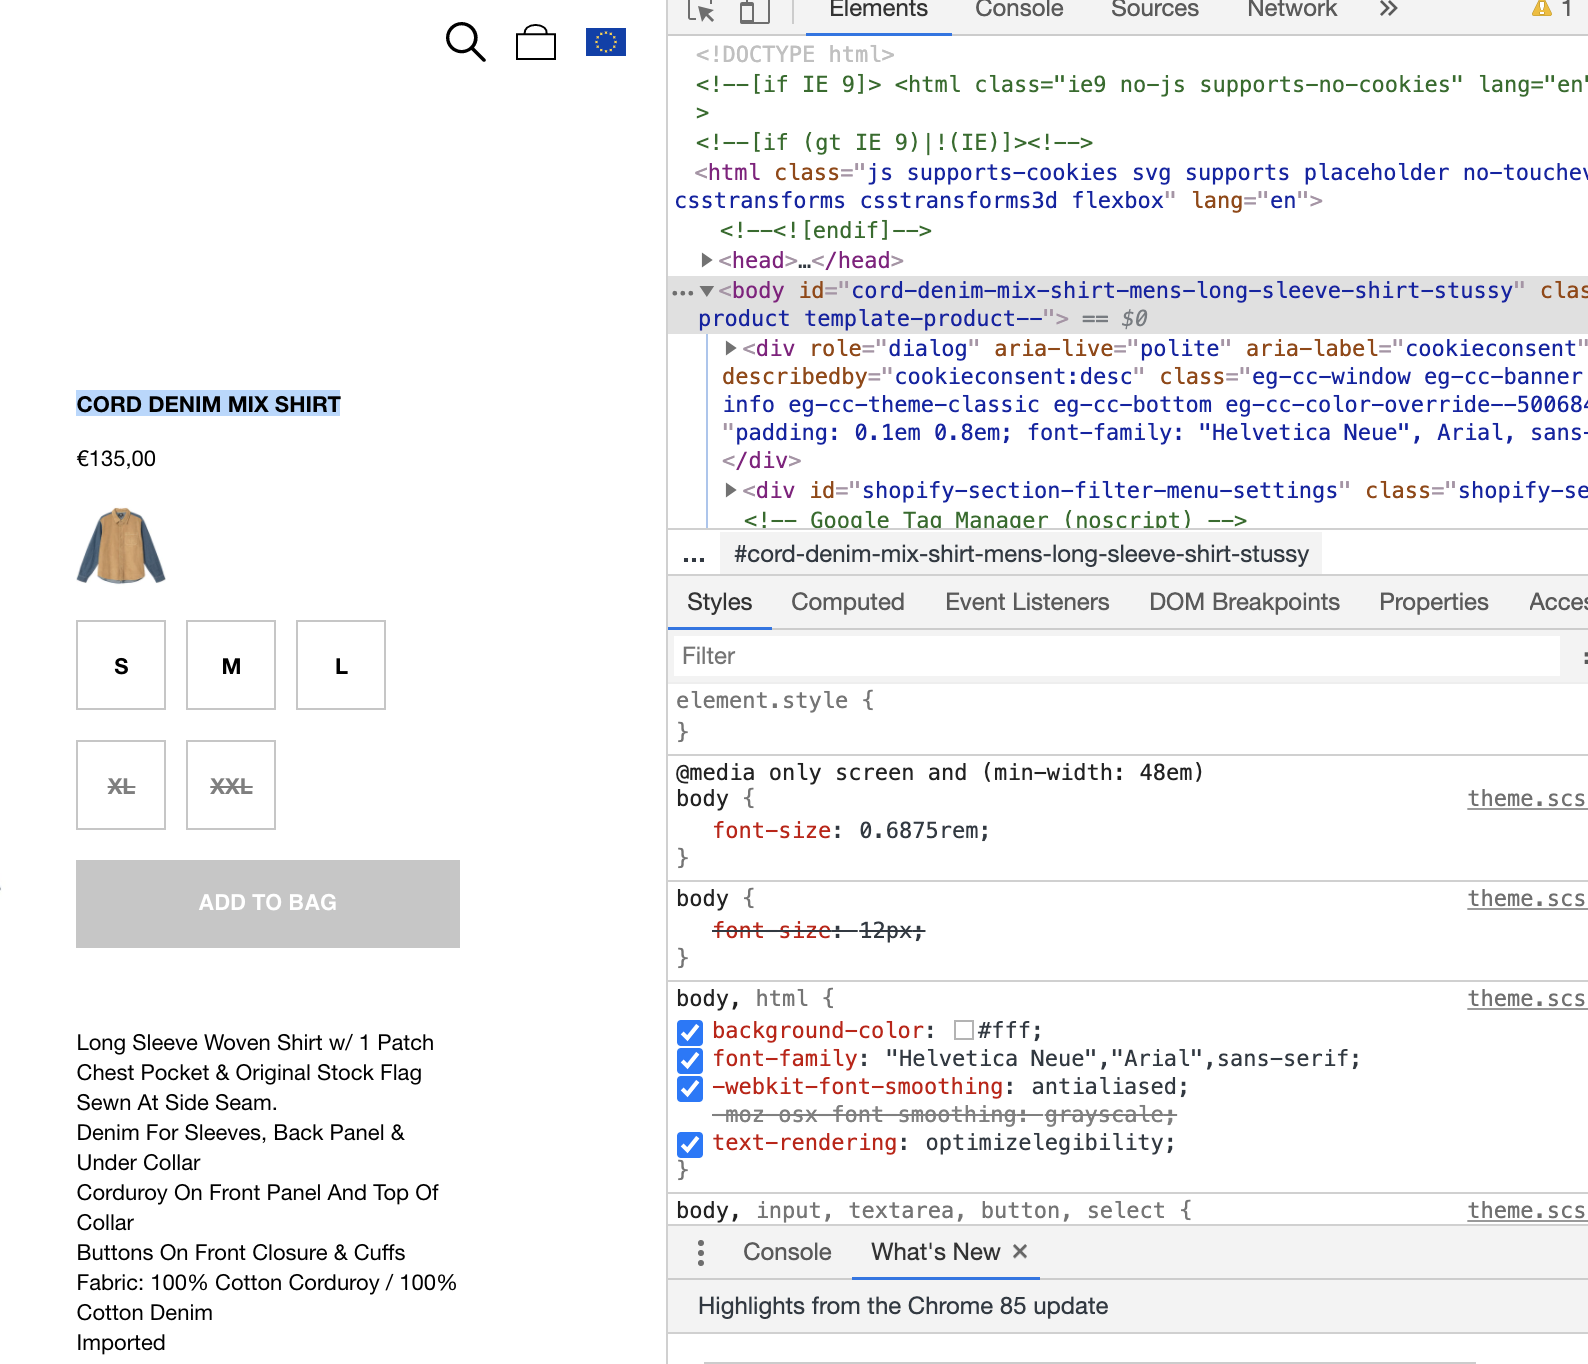 CORD DENIM MIX SHIRT
€135,00
S M L
XL XXL
ADD TO BAG
Long Sleeve Woven Shirt w/ 1 Patch
Chest Pocket & Original Stock Flag
Sewn At Side Seam.
Denim For Sleeves, Back Panel &
Under Collar
Corduroy On Front Panel And Top Of
Collar
Buttons On Front Closure & Cuffs
Fabric: 100% Cotton Corduroy / 100%
Cotton Denim
Imported
Elements Console Sources Network » 1
<!DOCTYPE html>
<!--[if IE 9]> <html class="ie9 no-js supports-no-cookies" lang="en"
>
<!--[if (gt IE 9)|!(IE)]><!-->
<html class="js supports-cookies svg supports placeholder no-touchev
csstransforms csstransforms3d flexbox" lang="en">
<!--<![endif]-->
<head>…</head>
<body id="cord-denim-mix-shirt-mens-long-sleeve-shirt-stussy" clas
product template-product--"> == $0
<div role="dialog" aria-live="polite" aria-label="cookieconsent"
describedby="cookieconsent:desc" class="eg-cc-window eg-cc-banner
info eg-cc-theme-classic eg-cc-bottom eg-cc-color-override--500684
"padding: 0.1em 0.8em; font-family: "Helvetica Neue", Arial, sans-
</div>
<div id="shopify-section-filter-menu-settings" class="shopify-se
<!-- Google Tag Manager (noscript) -->
... #cord-denim-mix-shirt-mens-long-sleeve-shirt-stussy
Styles Computed Event Listeners DOM Breakpoints Properties Acces
Filter
element.style {
}
@media only screen and (min-width: 48em)
body { theme.scs
font-size: 0.6875rem;
}
body { theme.scs
font-size: 12px;
}
body, html { theme.scs
background-color: #fff;
font-family: "Helvetica Neue","Arial",sans-serif;
-webkit-font-smoothing: antialiased;
-moz-osx-font-smoothing: grayscale;
text-rendering: optimizelegibility;
}
body, input, textarea, button, select { theme.scs
Console What's New ×
Highlights from the Chrome 85 update